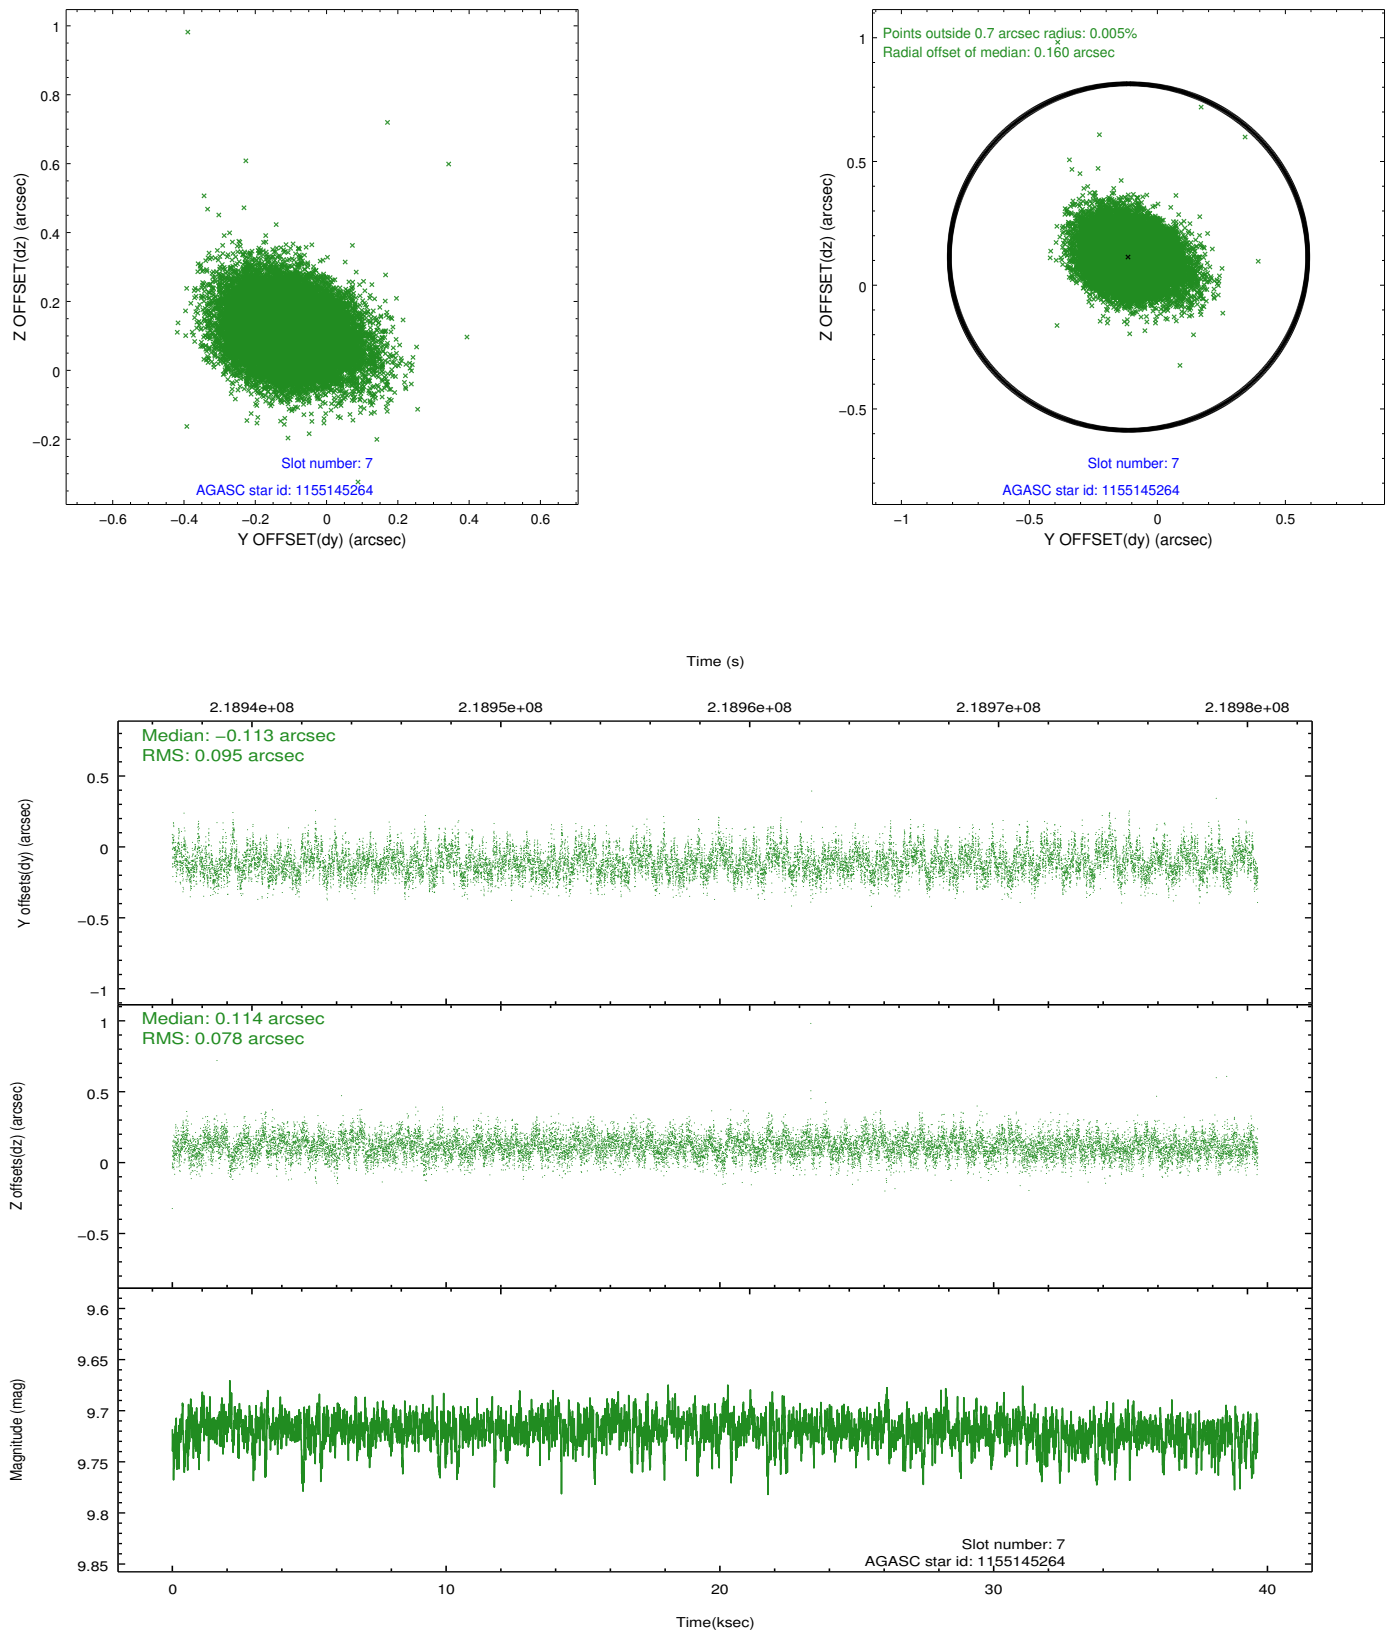 1
0.8
0.6
0.4
0.2
0
−0.2
Z OFFSET(dz) (arcsec)
Slot number: 7
AGASC star id: 1155145264
−0.6
−0.4
−0.2
0
0.2
0.4
0.6
Y OFFSET(dy) (arcsec)
Points outside 0.7 arcsec radius: 0.005%
Radial offset of median: 0.160 arcsec
1
0.5
0
−0.5
Z OFFSET(dz) (arcsec)
Slot number: 7
AGASC star id: 1155145264
−1
−0.5
0
0.5
Y OFFSET(dy) (arcsec)
Time (s)
2.1894e+08
2.1895e+08
2.1896e+08
2.1897e+08
2.1898e+08
Median: −0.113 arcsec
RMS: 0.095 arcsec
0.5
0
−0.5
−1
Y offsets(dy) (arcsec)
Median: 0.114 arcsec
RMS: 0.078 arcsec
1
0.5
0
−0.5
Z offsets(dz) (arcsec)
9.6
9.65
9.7
9.75
9.8
9.85
Magnitude (mag)
Slot number: 7
AGASC star id: 1155145264
0
10
20
30
40
Time(ksec)